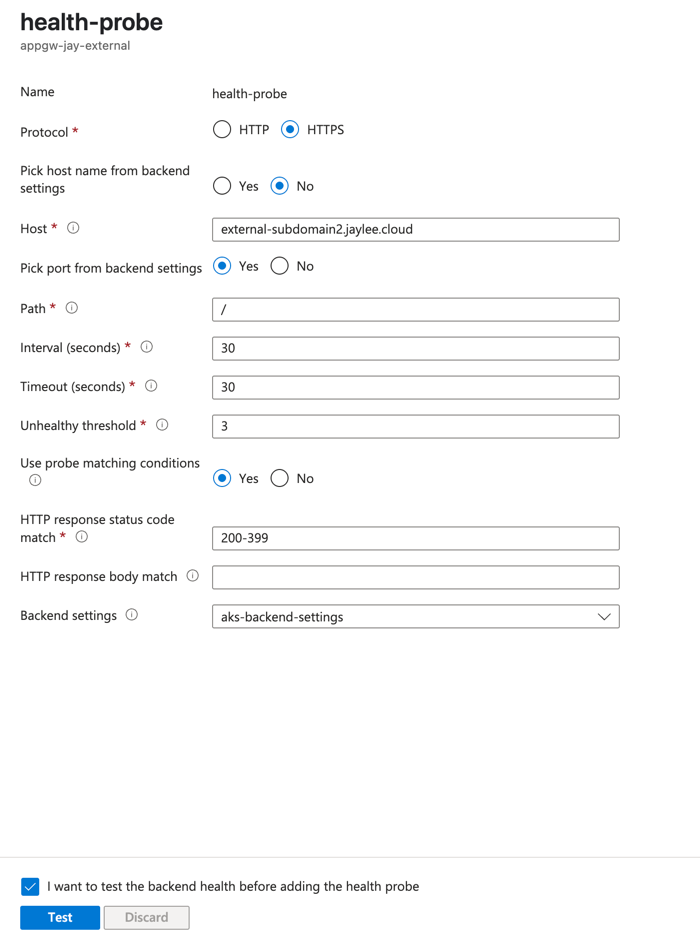 health-probe
appgw-jay-external
Name
health-probe
Protocol *
HTTP
HTTPS
Pick host name from backend
settings
Yes
No
Host *
external-subdomain2.jaylee.cloud
Pick port from backend settings
Yes
No
Path *
/
Interval (seconds) *
30
Timeout (seconds) *
30
Unhealthy threshold *
3
Use probe matching conditions
Yes
No
HTTP response status code
match *
200-399
HTTP response body match
Backend settings
aks-backend-settings
I want to test the backend health before adding the health probe
Test
Discard